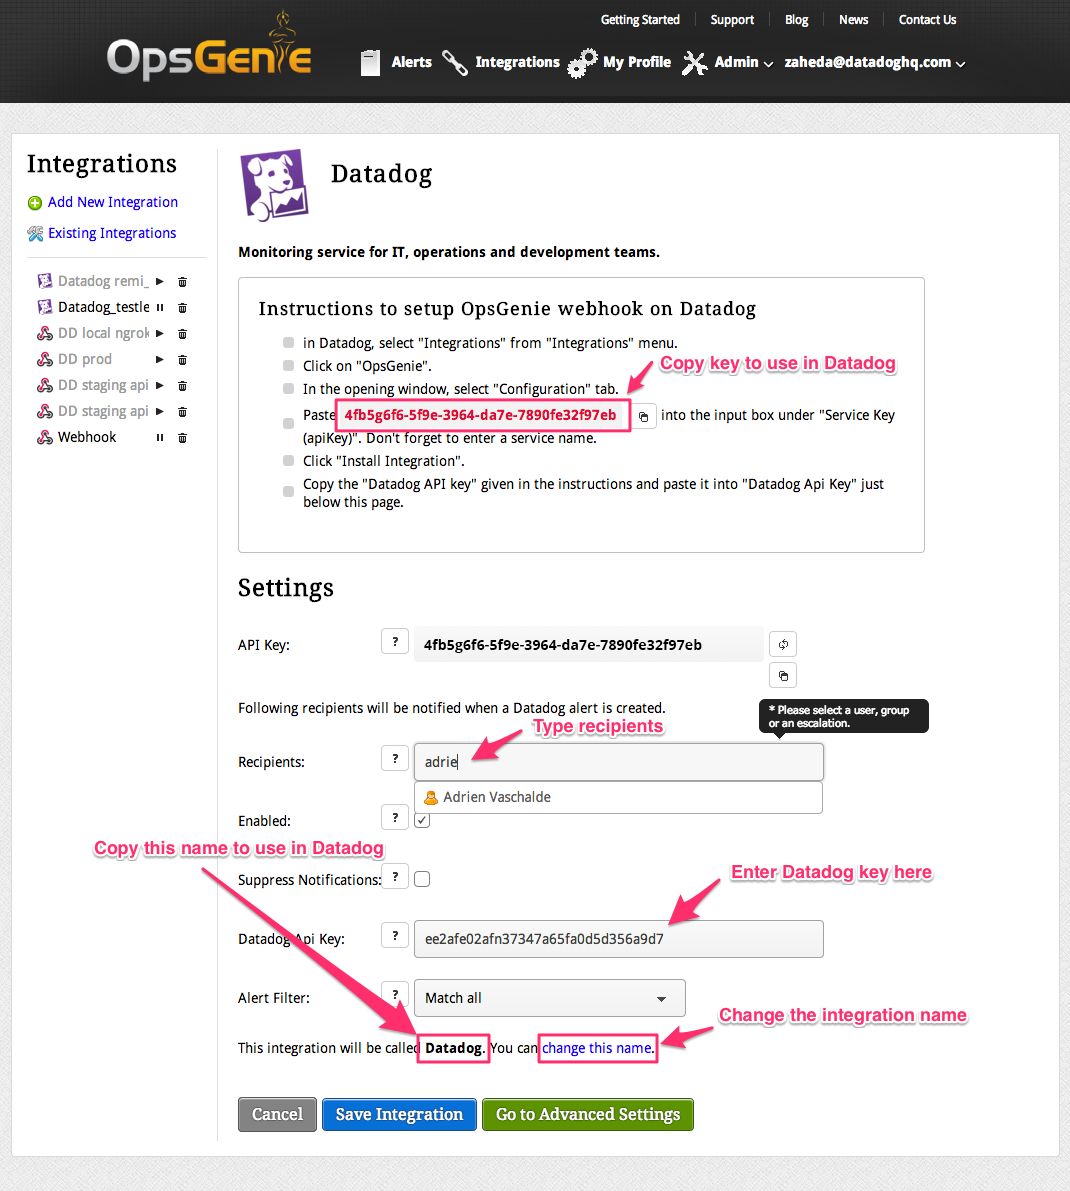 Getting Started
Support
Blog
News
Contact Us
OpsGenie
Alerts
Integrations
My Profile
Admin
zaheda@datadoghq.com
Integrations
Add New Integration
Existing Integrations
Datadog remi_
Datadog_testle
DD local ngrok
DD prod
DD staging api
DD staging api
Webhook
Datadog
Monitoring service for IT, operations and development teams.
Instructions to setup OpsGenie webhook on Datadog
in Datadog, select "Integrations" from "Integrations" menu.
Click on "OpsGenie".
Copy key to use in Datadog
In the opening window, select "Configuration" tab.
Paste 4fb5g6f6-5f9e-3964-da7e-7890fe32f97eb into the input box under "Service Key
(apiKey)". Don't forget to enter a service name.
Click "Install Integration".
Copy the "Datadog API key" given in the instructions and paste it into "Datadog Api Key" just
below this page.
Settings
API Key:
?
4fb5g6f6-5f9e-3964-da7e-7890fe32f97eb
Following recipients will be notified when a Datadog alert is created.
* Please select a user, group
or an escalation.
Type recipients
Recipients:
?
adrie
Adrien Vaschalde
Enabled:
?
Copy this name to use in Datadog
Suppress Notifications:
?
Enter Datadog key here
Datadog Api Key:
?
ee2afe02afn37347a65fa0d5d356a9d7
Alert Filter:
?
Match all
Change the integration name
This integration will be called Datadog. You can change this name.
Cancel
Save Integration
Go to Advanced Settings